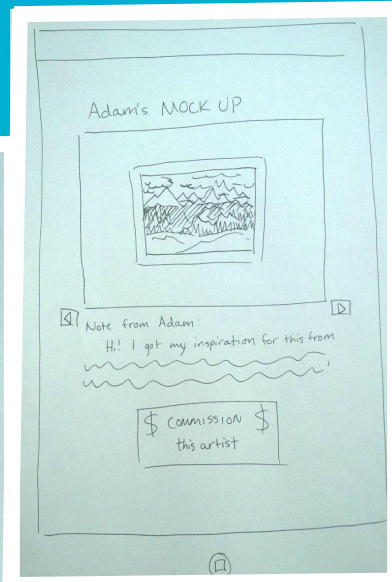 Adam's MOCK UP
Note from Adam:
Hi! I got my inspiration for this from
!
$ COMMISSION $
this artist